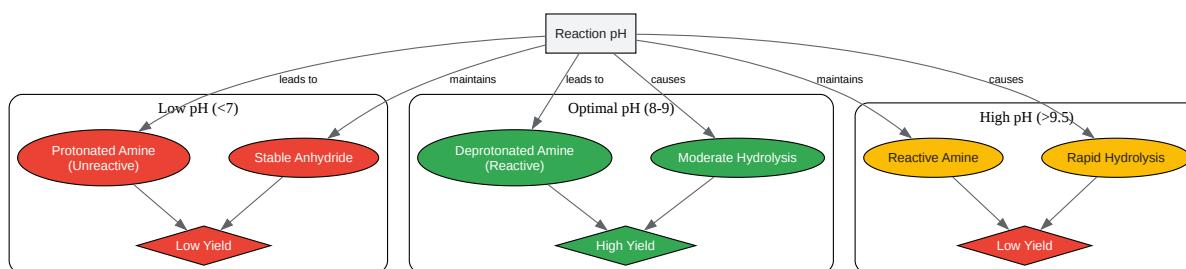 Reaction pH
leads to
maintains
leads to
causes
maintains
causes
Low pH (<7)
Optimal pH (8-9)
High pH (>9.5)
Protonated Amine
(Unreactive)
Stable Anhydride
Deprotonated Amine
(Reactive)
Moderate Hydrolysis
Reactive Amine
Rapid Hydrolysis
Low Yield
High Yield
Low Yield